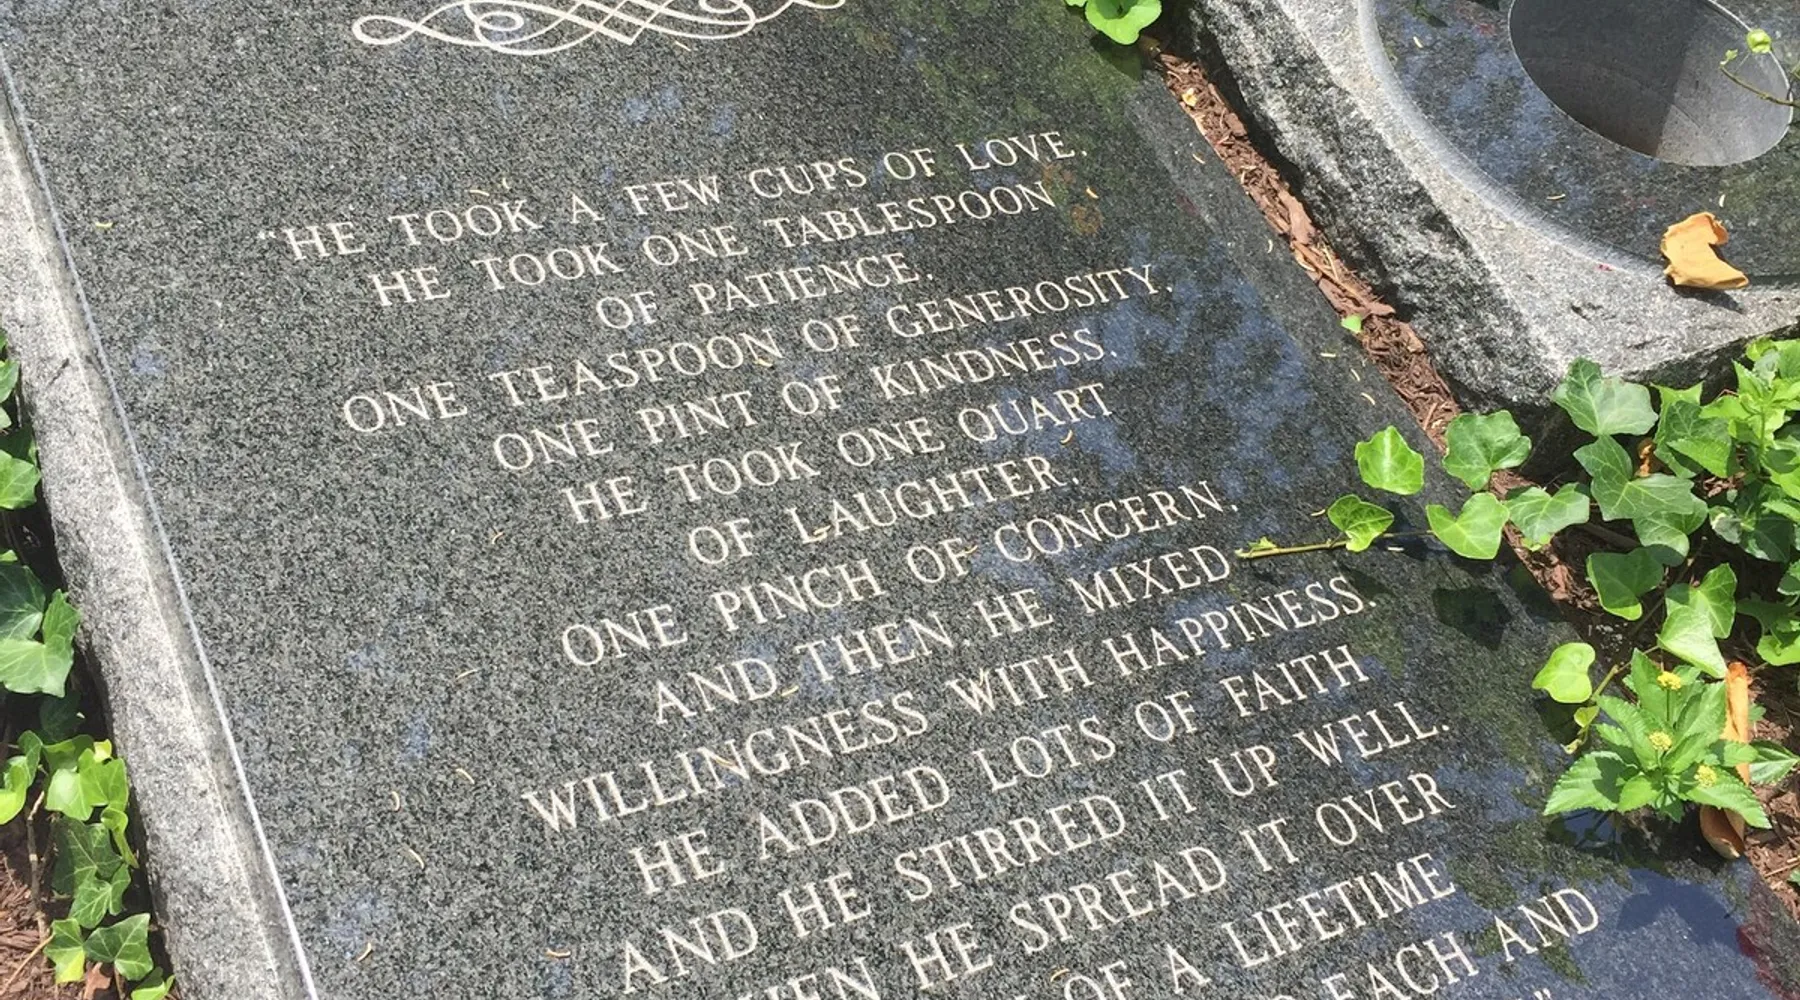 “HE TOOK A FEW CUPS OF LOVE.
HE TOOK ONE TABLESPOON
OF PATIENCE.
ONE TEASPOON OF GENEROSITY.
ONE PINT OF KINDNESS.
HE TOOK ONE QUART
OF LAUGHTER.
ONE PINCH OF CONCERN.
AND THEN, HE MIXED
WILLINGNESS WITH HAPPINESS.
HE ADDED LOTS OF FAITH
AND HE STIRRED IT UP WELL.
HE SPREAD IT OVER
OF A LIFETIME
EACH AND